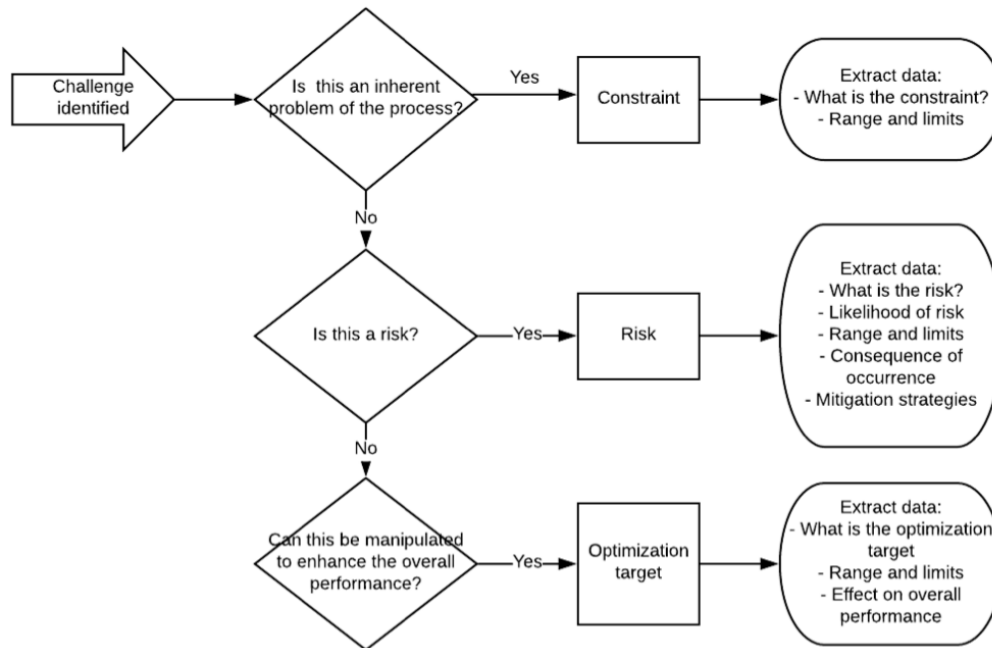 Challenge
identified
Is this an inherent
problem of the process?
Yes
Constraint
Extract data:
- What is the constraint?
- Range and limits
No
Is this a risk?
Yes
Risk
Extract data:
- What is the risk?
- Likelihood of risk
- Range and limits
- Consequence of
occurrence
- Mitigation strategies
No
Can this be manipulated
to enhance the overall
performance?
Yes
Optimization
target
Extract data:
- What is the optimization
target
- Range and limits
- Effect on overall
performance